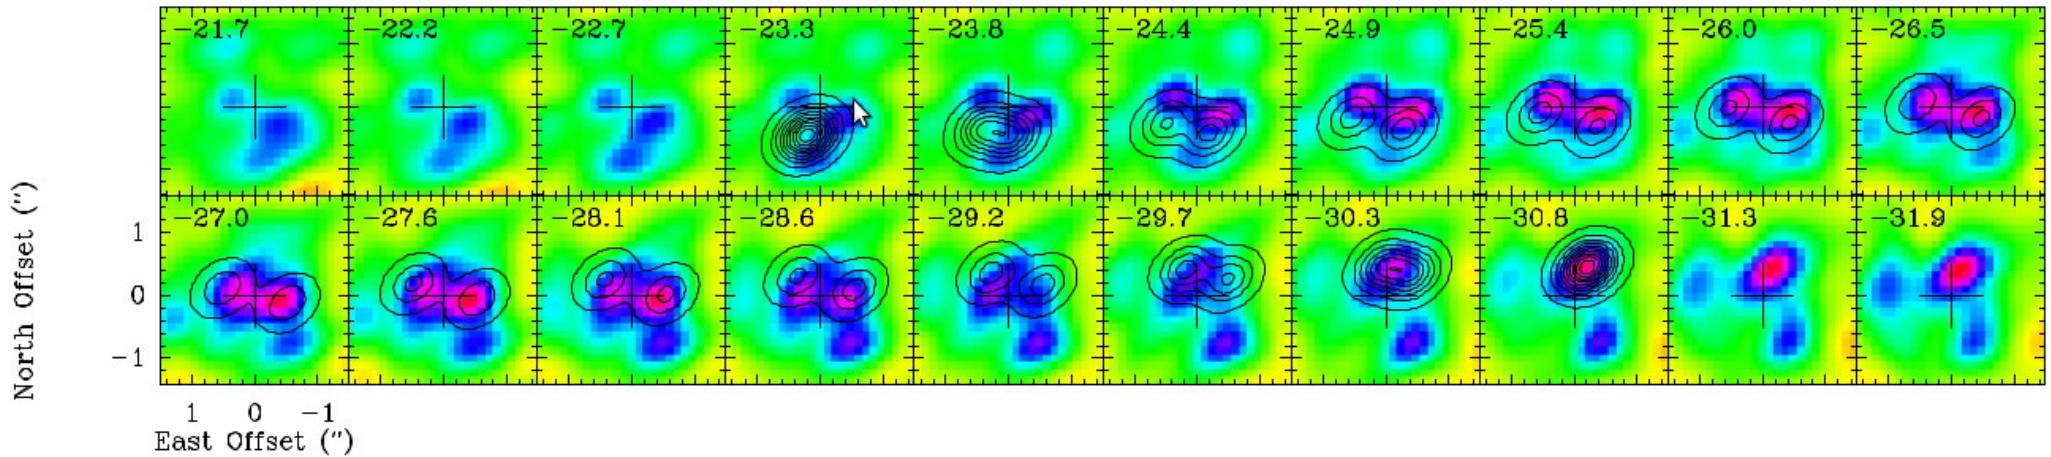 −21.7 −22.2 −22.7 −23.3 −23.8 −24.4 −24.9 −25.4 −26.0 −26.5
−27.0 −27.6 −28.1 −28.6 −29.2 −29.7 −30.3 −30.8 −31.3 −31.9
North Offset (″)
1
0
−1
1 0 −1
East Offset (″)